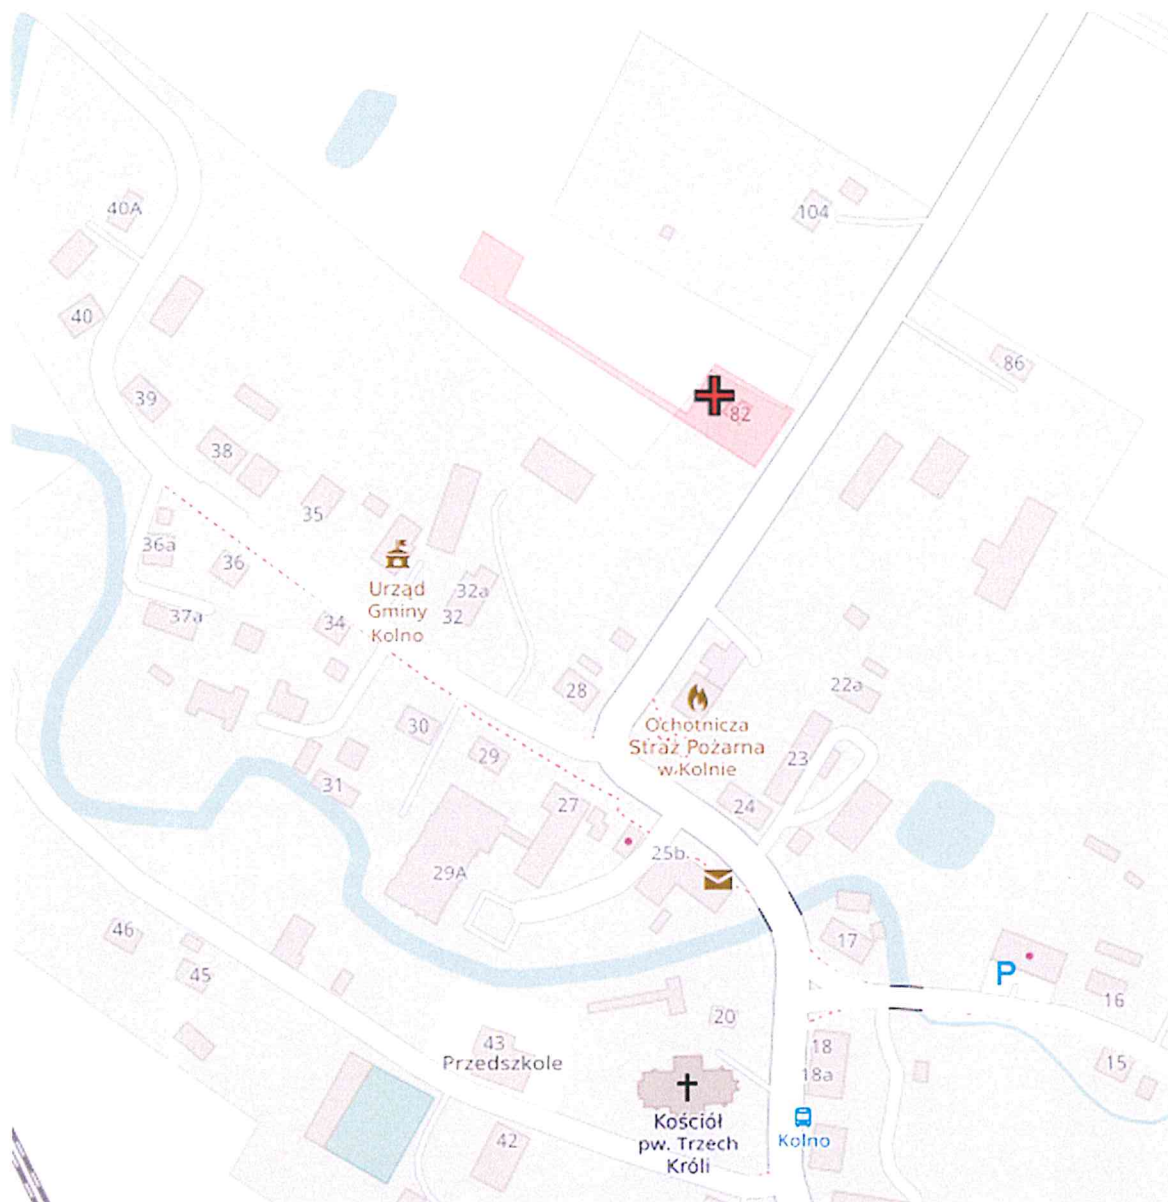 40A
104
40
86
39
82
38
35
36a
36
Urząd
Gminy
Kolno
32a
32
37a
34
28
22a
30
Ochotnicza
Straż Pożarna
w Kolnie
29
23
31
27
24
25b
29A
46
17
45
P
16
20
43
Przedszkole
18
18a
15
Kościół
pw. Trzech
Króli
Kolno
42